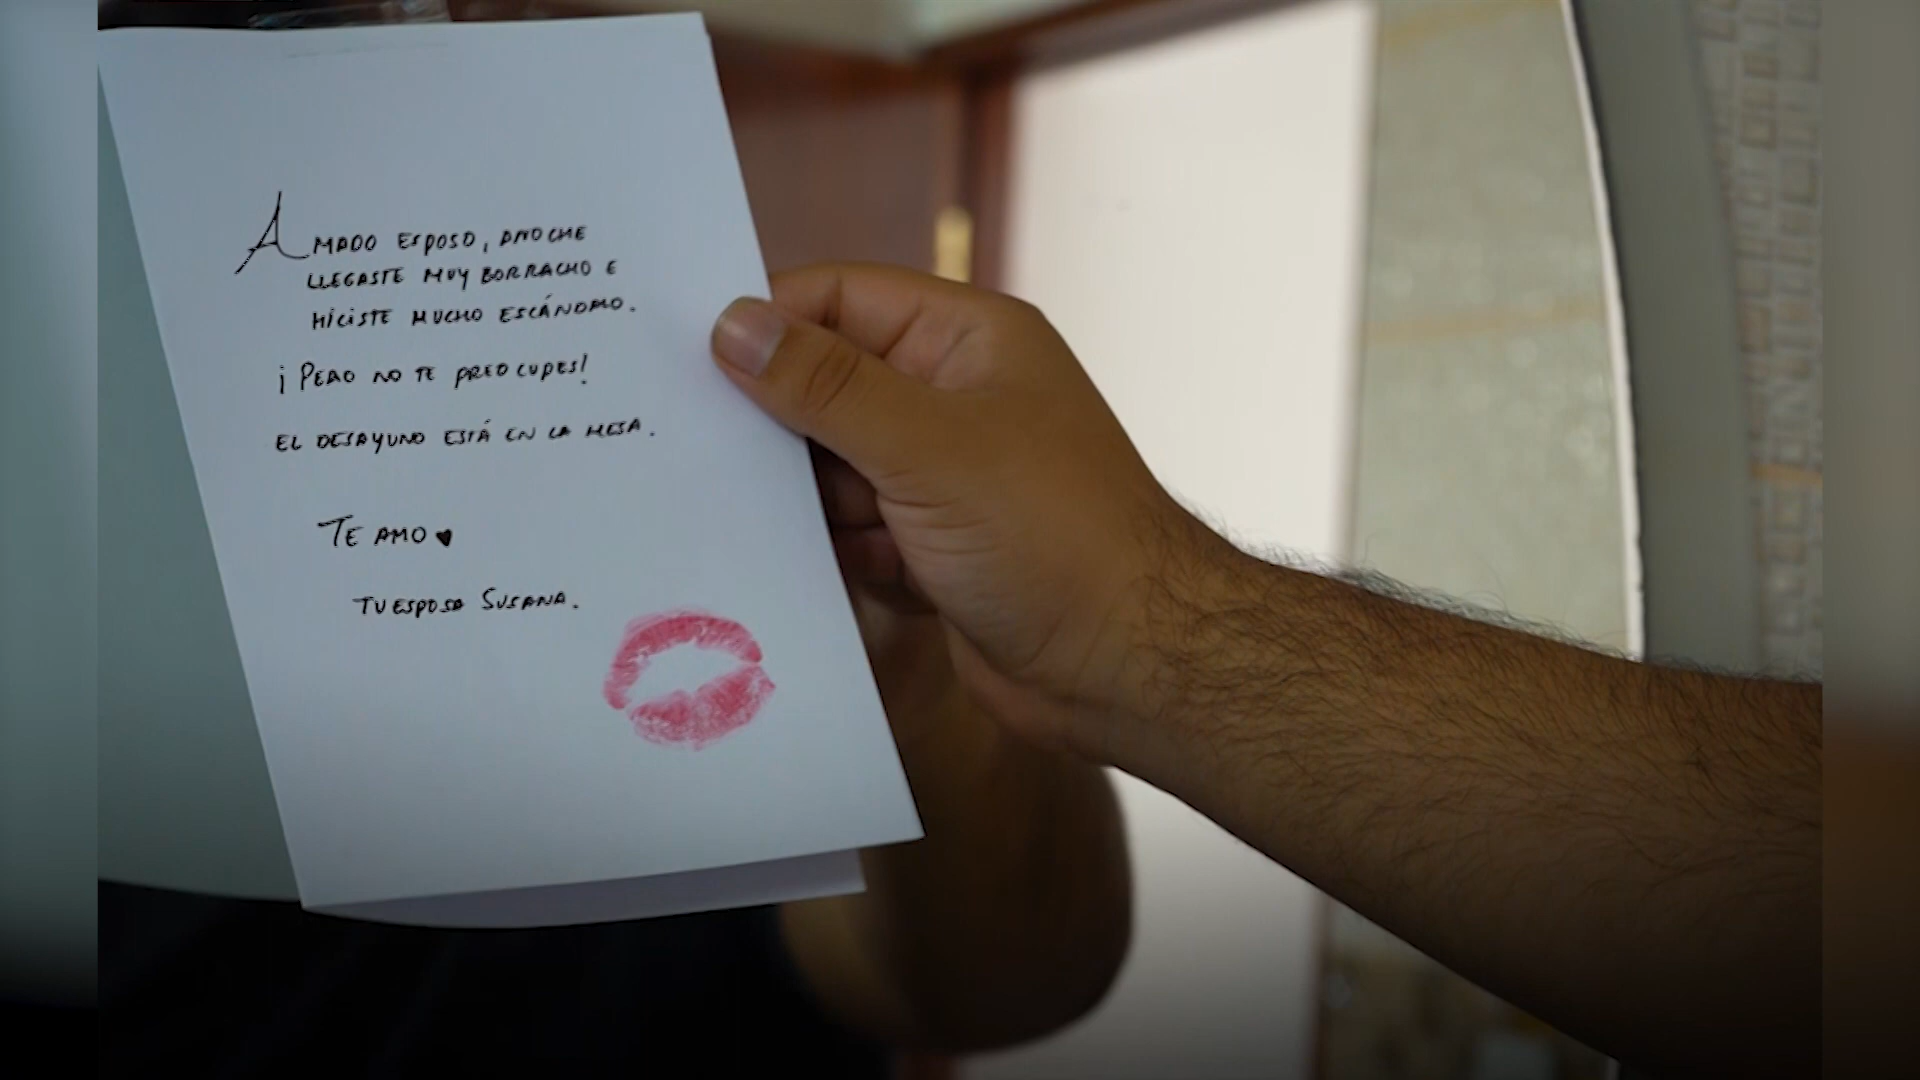 Amado esposo, anoche
llegaste muy borracho e
hiciste mucho escándalo.
¡Pero no te preocupes!
El desayuno está en la mesa.
Te amo ♥
Tu esposa Susana.